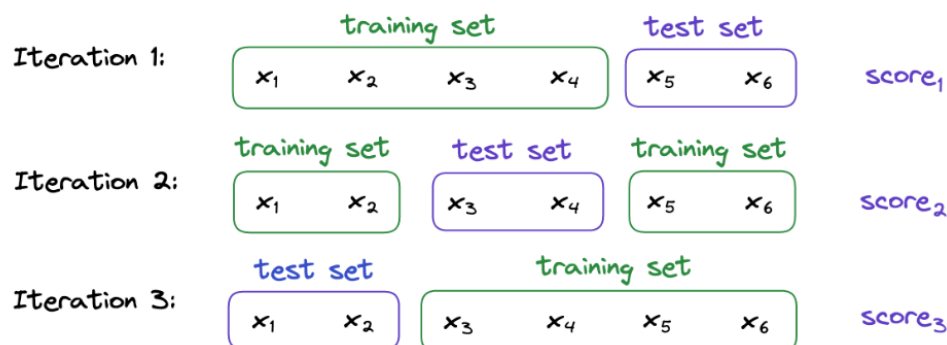 training set test set
Iteration 1: x₁ x₂ x₃ x₄ x₅ x₆ score₁
training set test set training set
Iteration 2: x₁ x₂ x₃ x₄ x₅ x₆ score₂
test set training set
Iteration 3: x₁ x₂ x₃ x₄ x₅ x₆ score₃